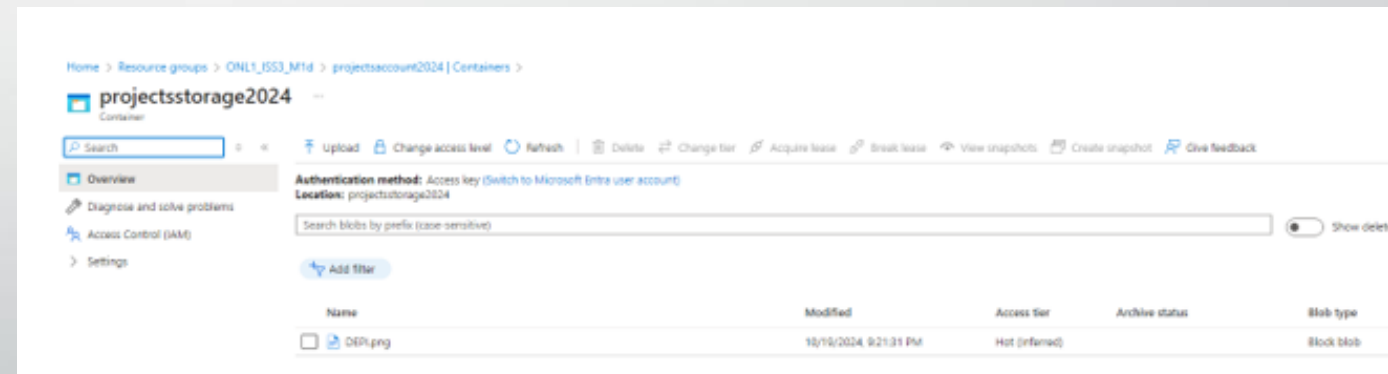 Home > Resource groups > ONL1_ISS3_M1d > projectsaccount2024 | Containers >
projectsstorage2024 ...
Container
Search
Upload Change access level Refresh Delete Change tier Acquire lease Break lease View snapshots Create snapshot Give feedback
Overview
Diagnose and solve problems
Access Control (IAM)
Settings
Authentication method: Access key (Switch to Microsoft Entra user account)
Location: projectsstorage2024
Search blobs by prefix (case-sensitive)
Show delet
Add filter
Name Modified Access tier Archive status Blob type
DEPI.png 10/19/2024, 9:21:31 PM Hot (Inferred) Block blob